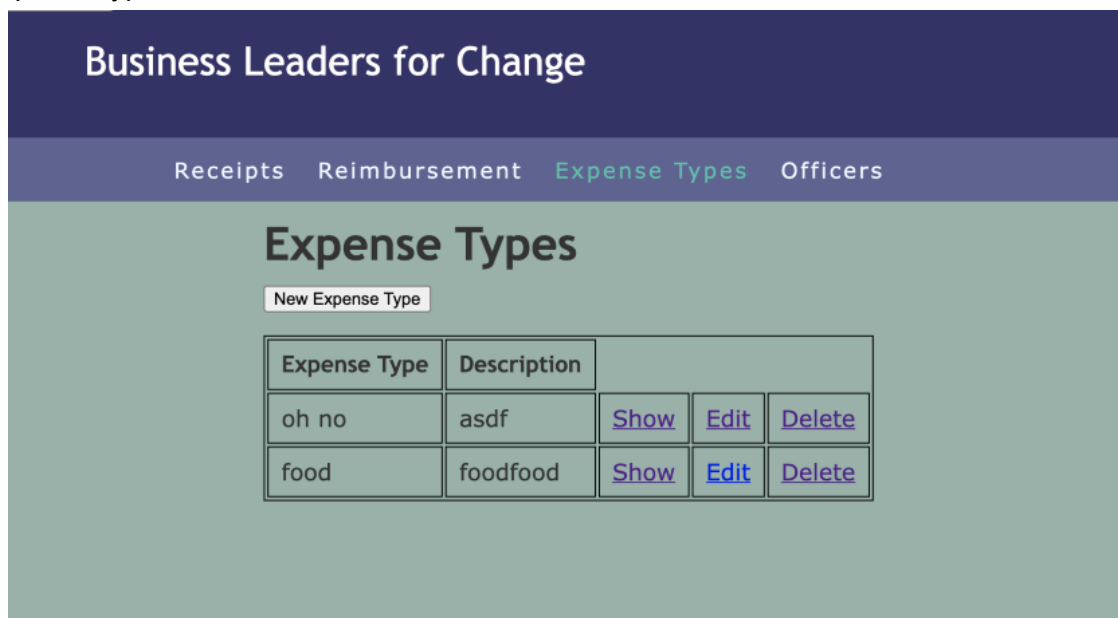 Business Leaders for Change
Receipts Reimbursement Expense Types Officers
Expense Types
New Expense Type
Expense Type Description
oh no asdf Show Edit Delete
food foodfood Show Edit Delete